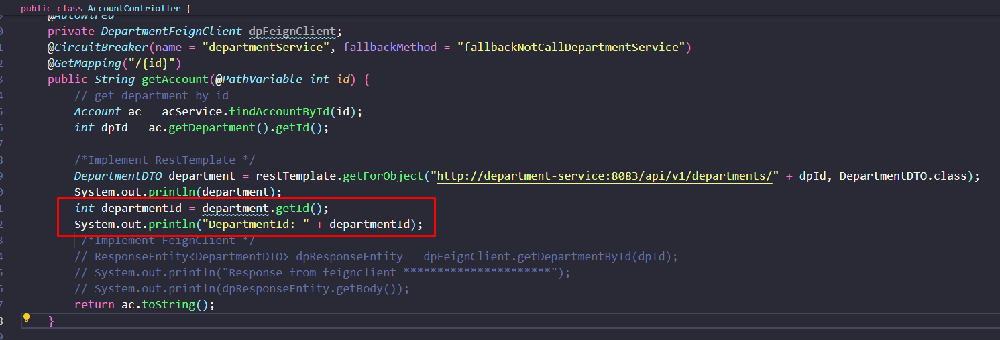 public class AccountContrioller {
@Autowired
private DepartmentFeignClient dpFeignClient;
@CircuitBreaker(name = "departmentService", fallbackMethod = "fallbackNotCallDepartmentService")
@GetMapping("/{id}")
public String getAccount(@PathVariable int id) {
// get department by id
Account ac = acService.findAccountById(id);
int dpId = ac.getDepartment().getId();
/*Implement RestTemplate */
DepartmentDTO department = restTemplate.getForObject("http://department-service:8083/api/v1/departments/" + dpId, DepartmentDTO.class);
System.out.println(department);
int departmentId = department.getId();
System.out.println("DepartmentId: " + departmentId);
/*Implement FeignClient */
// ResponseEntity<DepartmentDTO> dpResponseEntity = dpFeignClient.getDepartmentById(dpId);
// System.out.println("Response from feignclient **********************");
// System.out.println(dpResponseEntity.getBody());
return ac.toString();
}